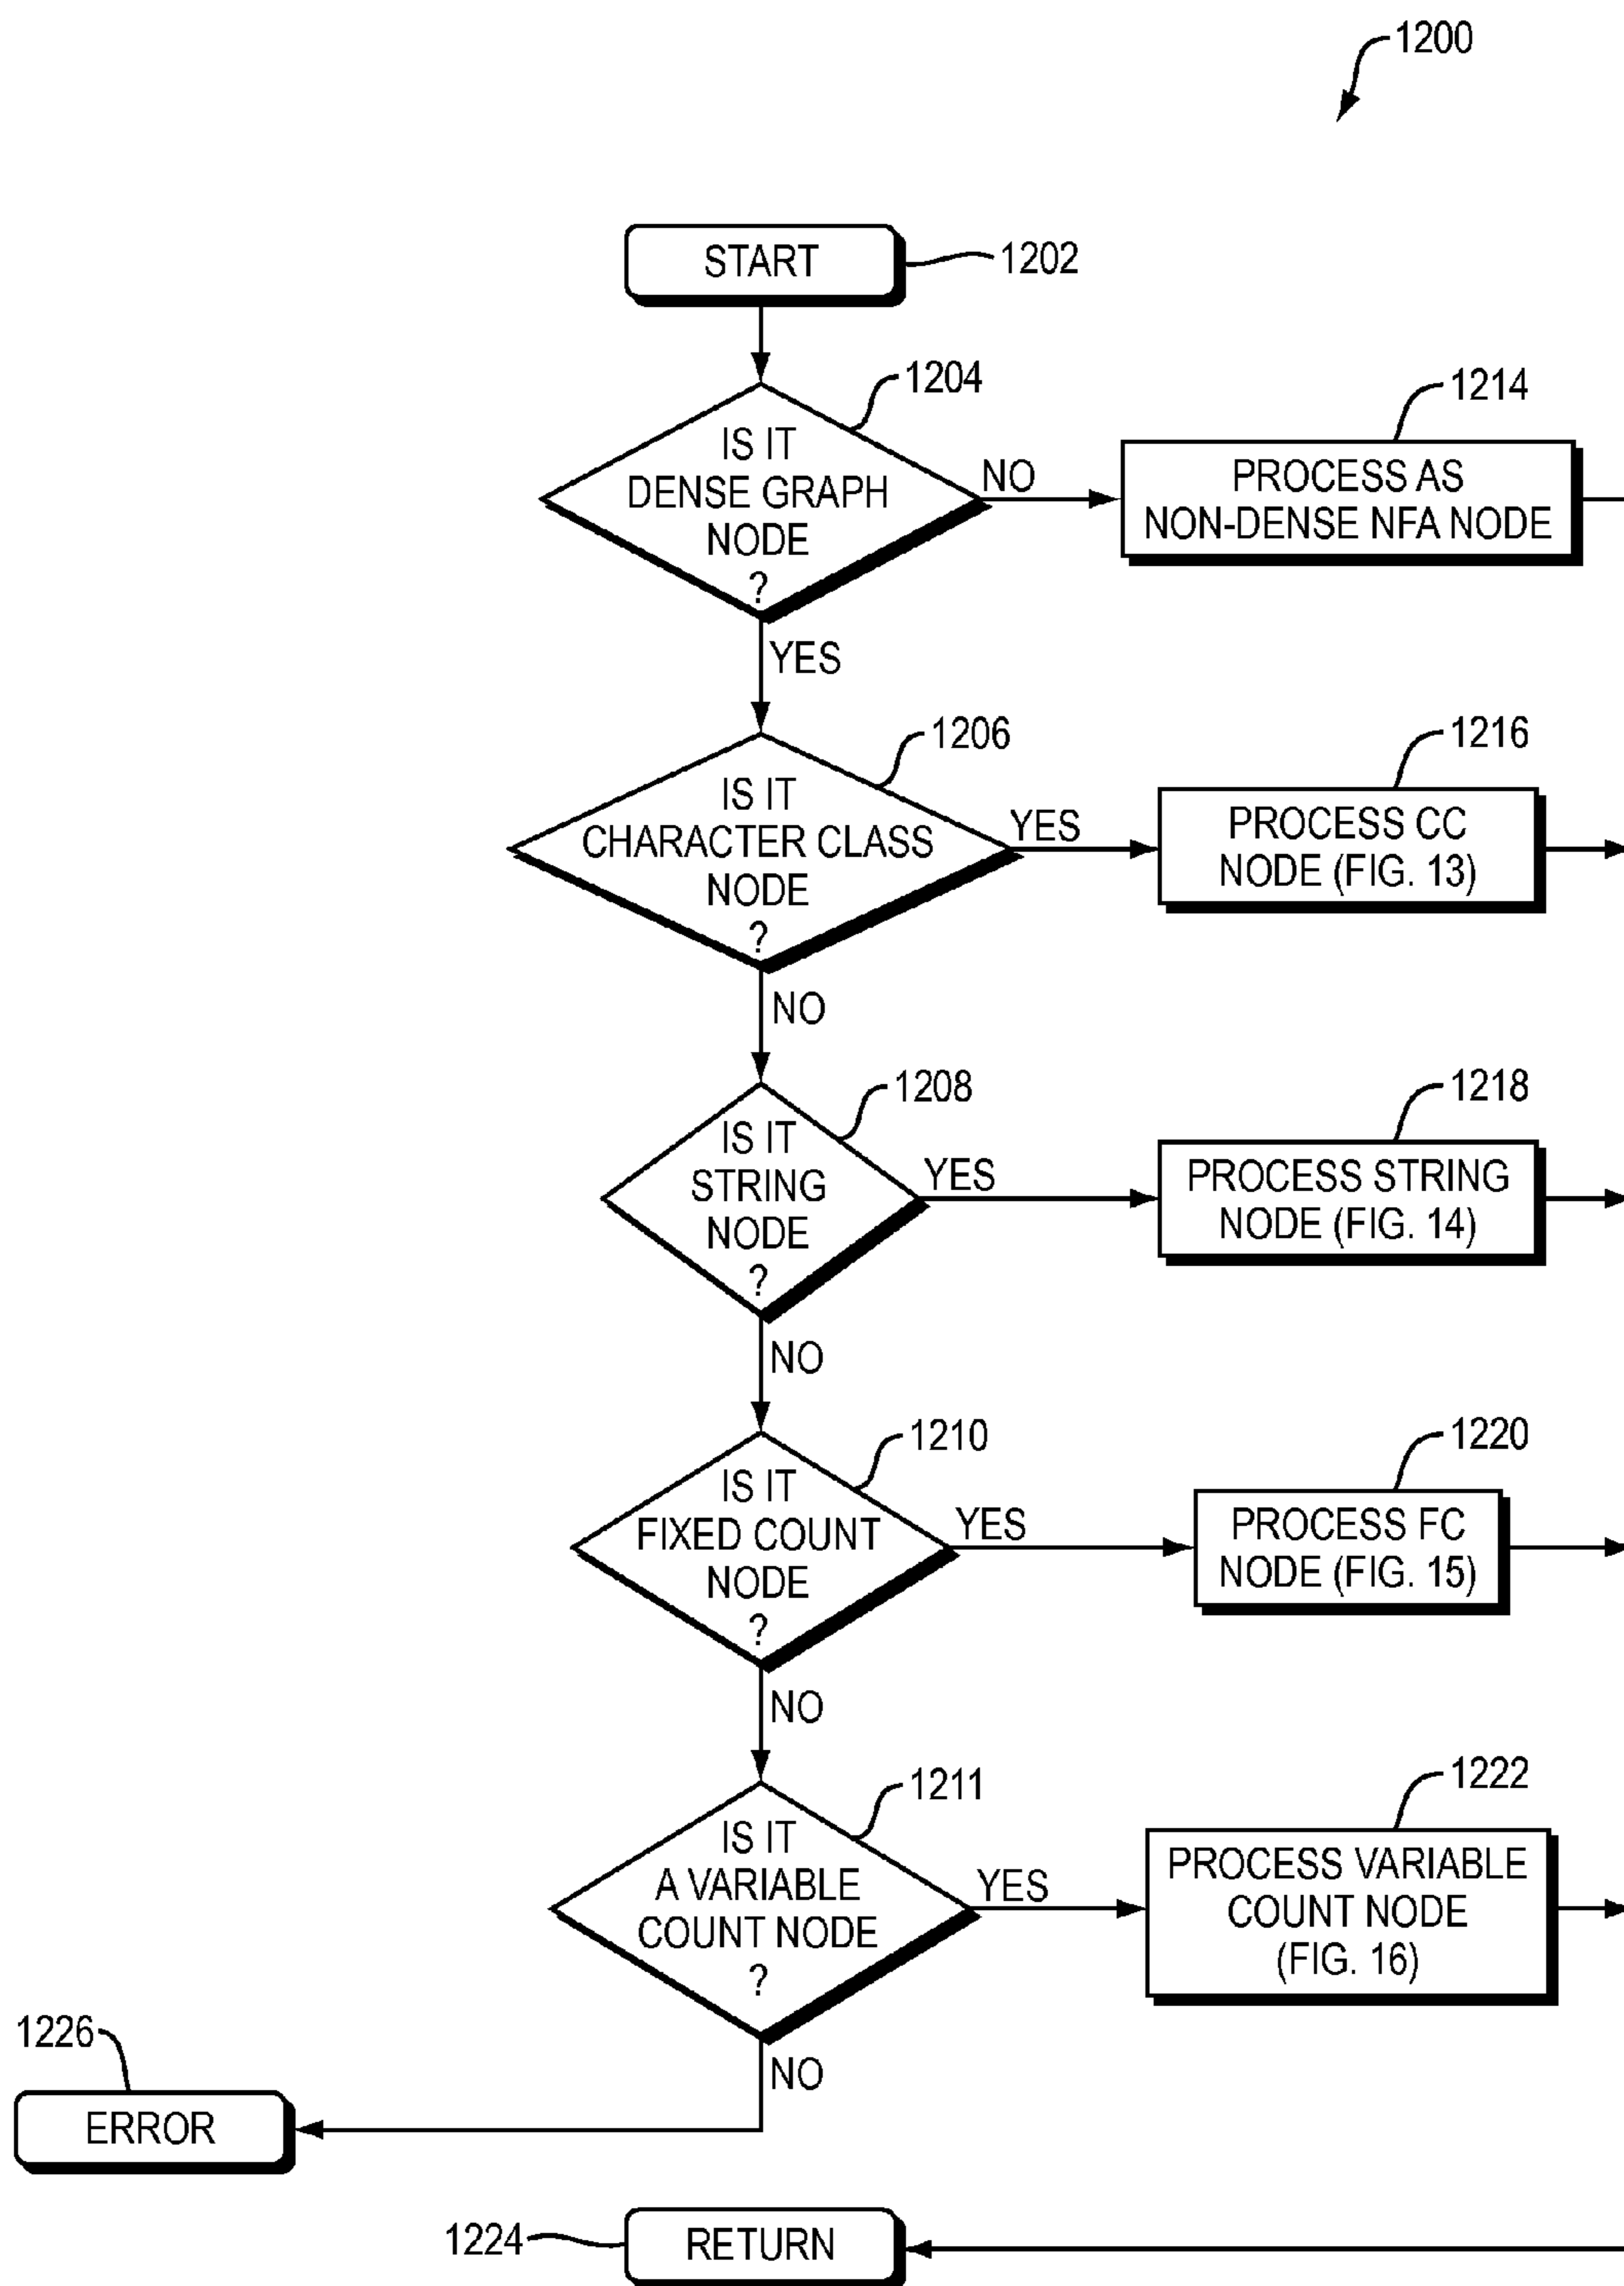 1200
START
1202
1204
IS IT
DENSE GRAPH
NODE
?
NO
1214
PROCESS AS
NON-DENSE NFA NODE
YES
1206
IS IT
CHARACTER CLASS
NODE
?
YES
1216
PROCESS CC
NODE (FIG. 13)
NO
1208
IS IT
STRING
NODE
?
YES
1218
PROCESS STRING
NODE (FIG. 14)
NO
1210
IS IT
FIXED COUNT
NODE
?
YES
1220
PROCESS FC
NODE (FIG. 15)
NO
1211
IS IT
A VARIABLE
COUNT NODE
?
YES
1222
PROCESS VARIABLE
COUNT NODE
(FIG. 16)
NO
1226
ERROR
1224
RETURN